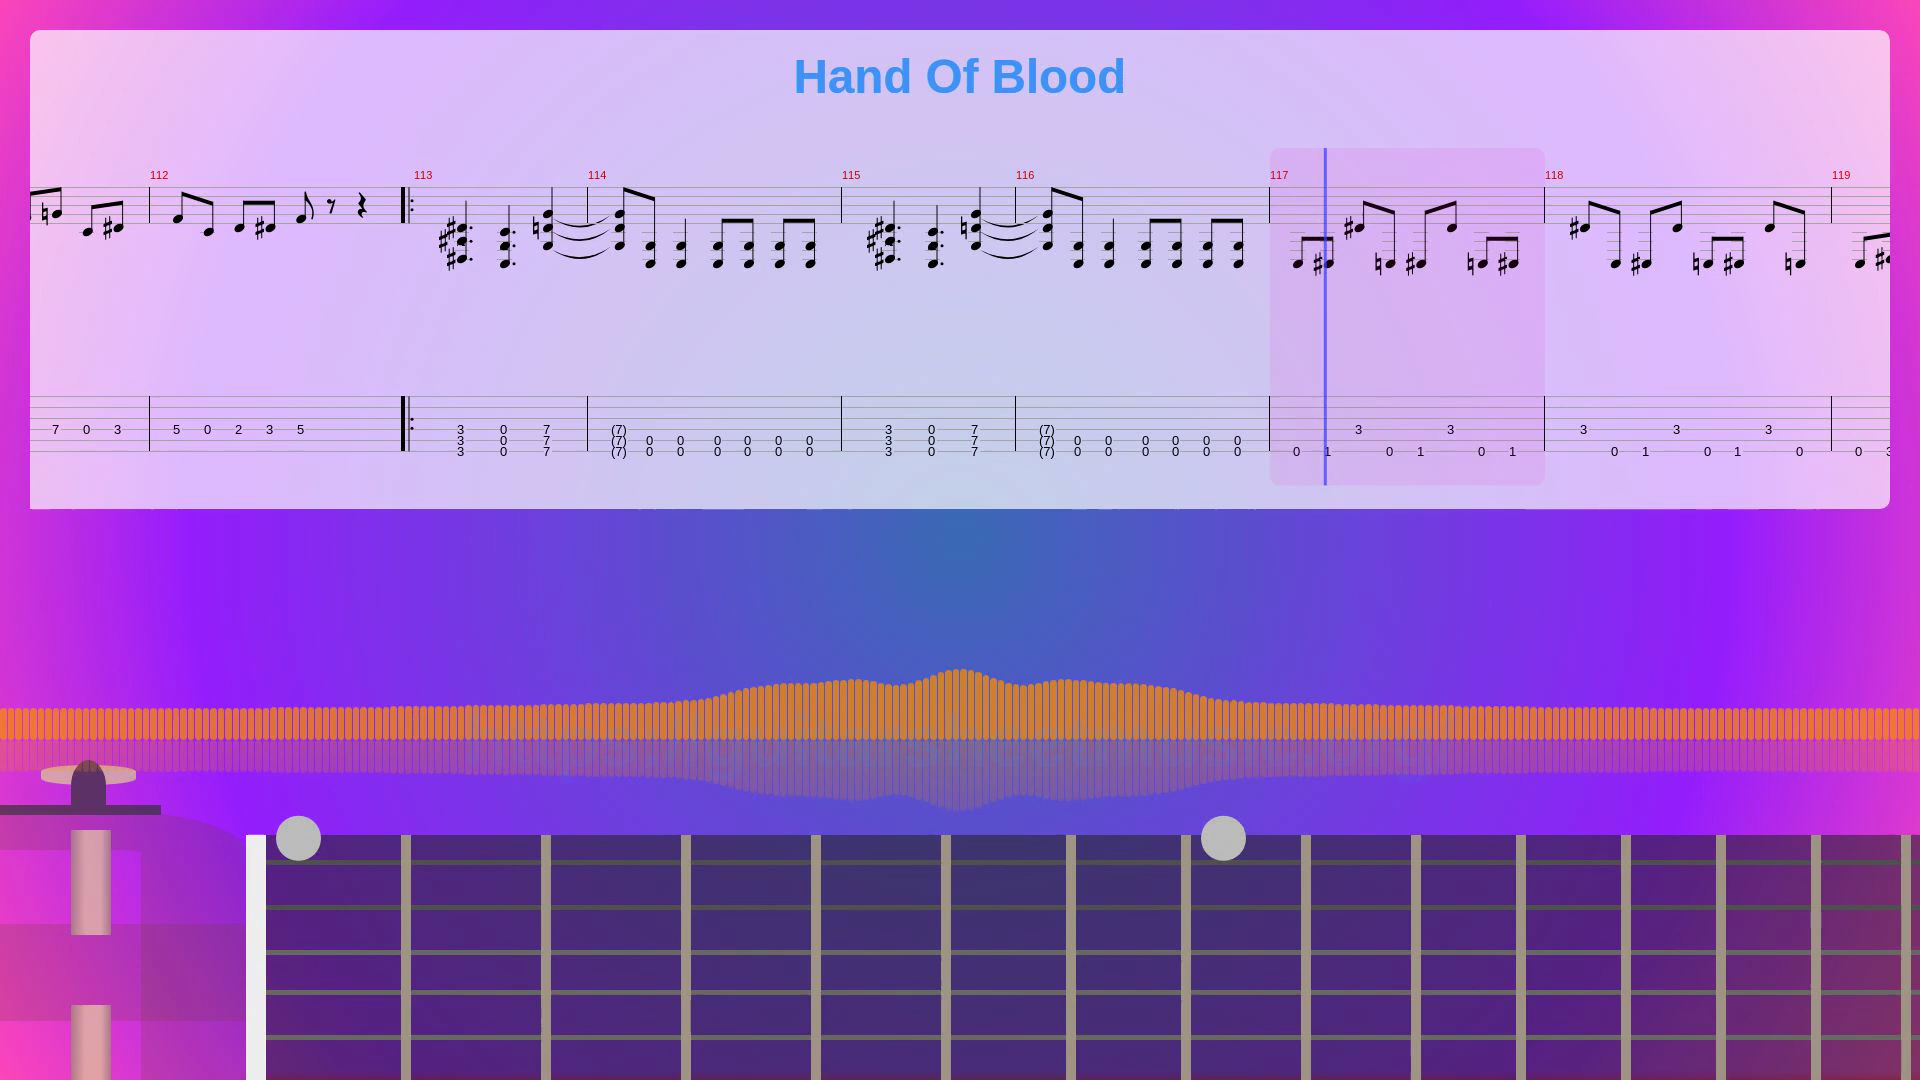 Hand Of Blood
112 113 114 115 116 117 118 119
7 0 3 5 0 2 3 5 3 0 7 (7) 3 0 7 (7) 3 3 3 3 3
3 0 7 (7) 0 0 0 0 0 0 3 0 7 (7) 0 0 0 0 0 0
3 0 7 (7) 0 0 0 0 0 0 3 0 7 (7) 0 0 0 0 0 0 0 1 0 1 0 1 0 1 0 1 0 0